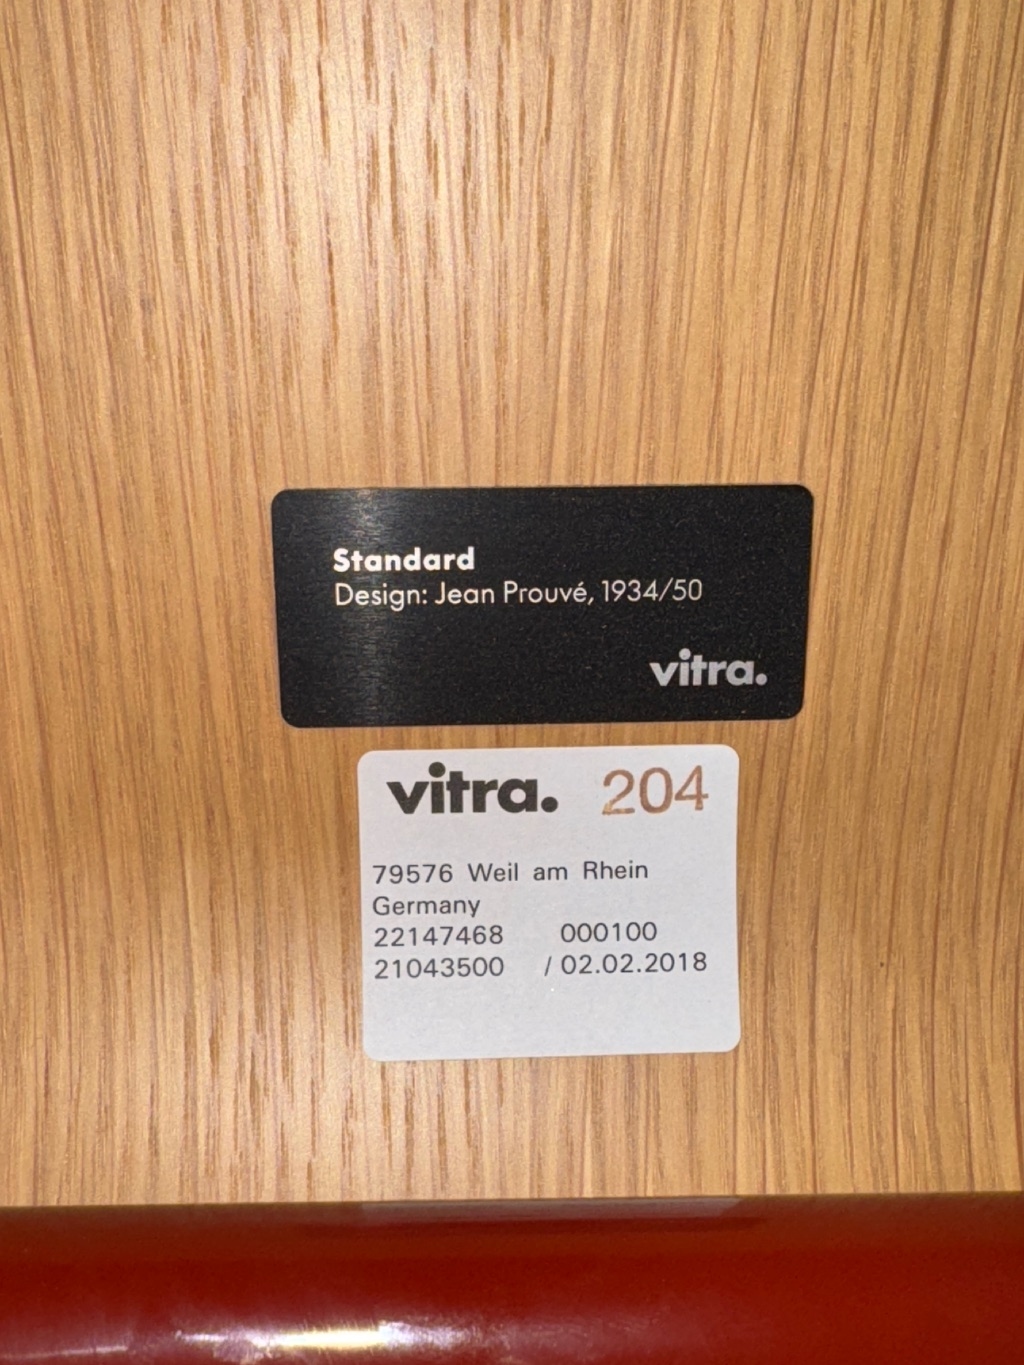 Standard
Design: Jean Prouvé, 1934/50
vitra.
vitra. 204
79576 Weil am Rhein
Germany
22147468 000100
21043500 / 02.02.2018